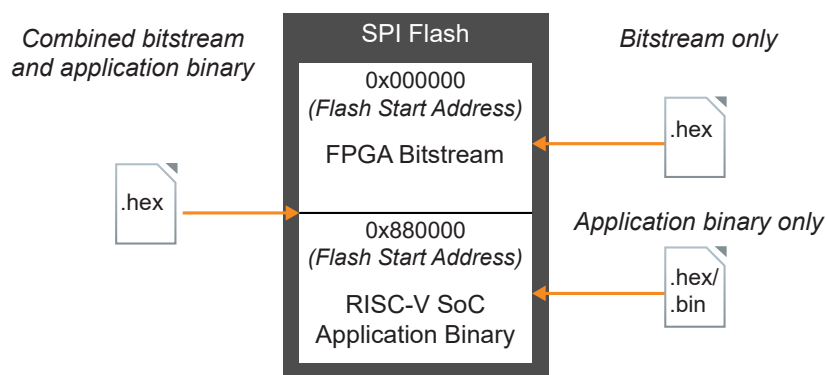 Combined bitstream
and application binary
.hex
SPI Flash
0x000000
(Flash Start Address)
FPGA Bitstream
0x880000
(Flash Start Address)
RISC-V SoC
Application Binary
Bitstream only
.hex
Application binary only
.hex/
.bin